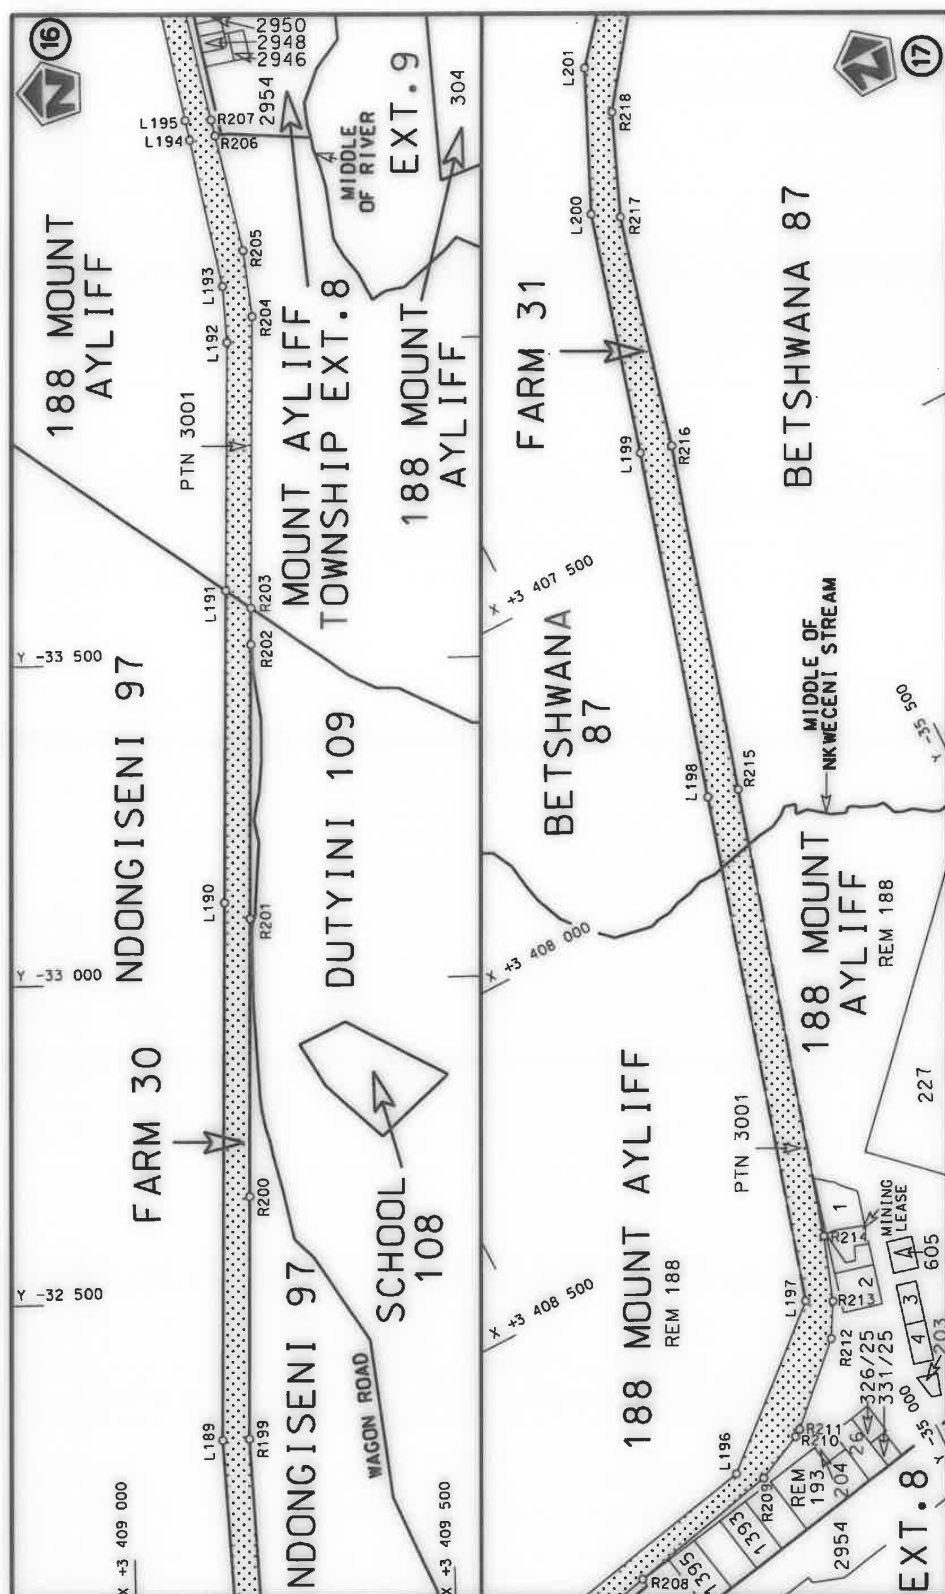 16
N
2950
2948
2946
2954
L195
L194
R207
R206
MIDDLE
OF RIVER
EXT.9
304
188 MOUNT
AYLIFF
L193
L192
R205
R204
PTN 3001
MOUNT AYLIFF
TOWNSHIP EXT.8
188 MOUNT
AYLIFF
L191
R203
R202
Y -33 500
NDONGISENI 97
DUTYINI 109
L190
R201
Y -33 000
FARM 30
R200
SCHOOL
108
Y -32 500
NDONGISENI 97
WAGON ROAD
L189
R199
X +3 409 000
X +3 409 500
17
N
L201
R218
L200
R217
BETSHWANA 87
FARM 31
L199
R216
X +3 407 500
BETSHWANA
87
MIDDLE OF
NKWECENI STREAM
Y -35 500
L198
R215
188 MOUNT
AYLIFF
REM 188
X +3 408 000
227
188 MOUNT AYLIFF
REM 188
PTN 3001
1
MINING
LEASE
R214
A
605
2
3
4
203
L197
R213
R212
X +3 408 500
326/25
331/25
Y -35 000
R211
R210
26
L196
R209
REM
193
204
1393
1395
2954
EXT.8
R208